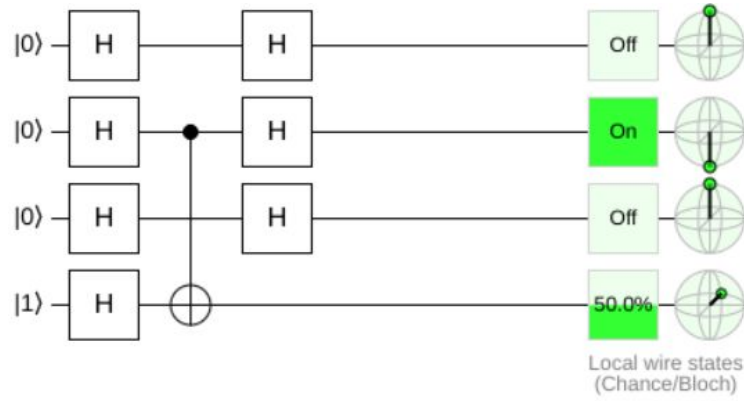 |0⟩ H H Off
|0⟩ H H On
|0⟩ H H Off
|1⟩ H 50.0%
Local wire states
(Chance/Bloch)